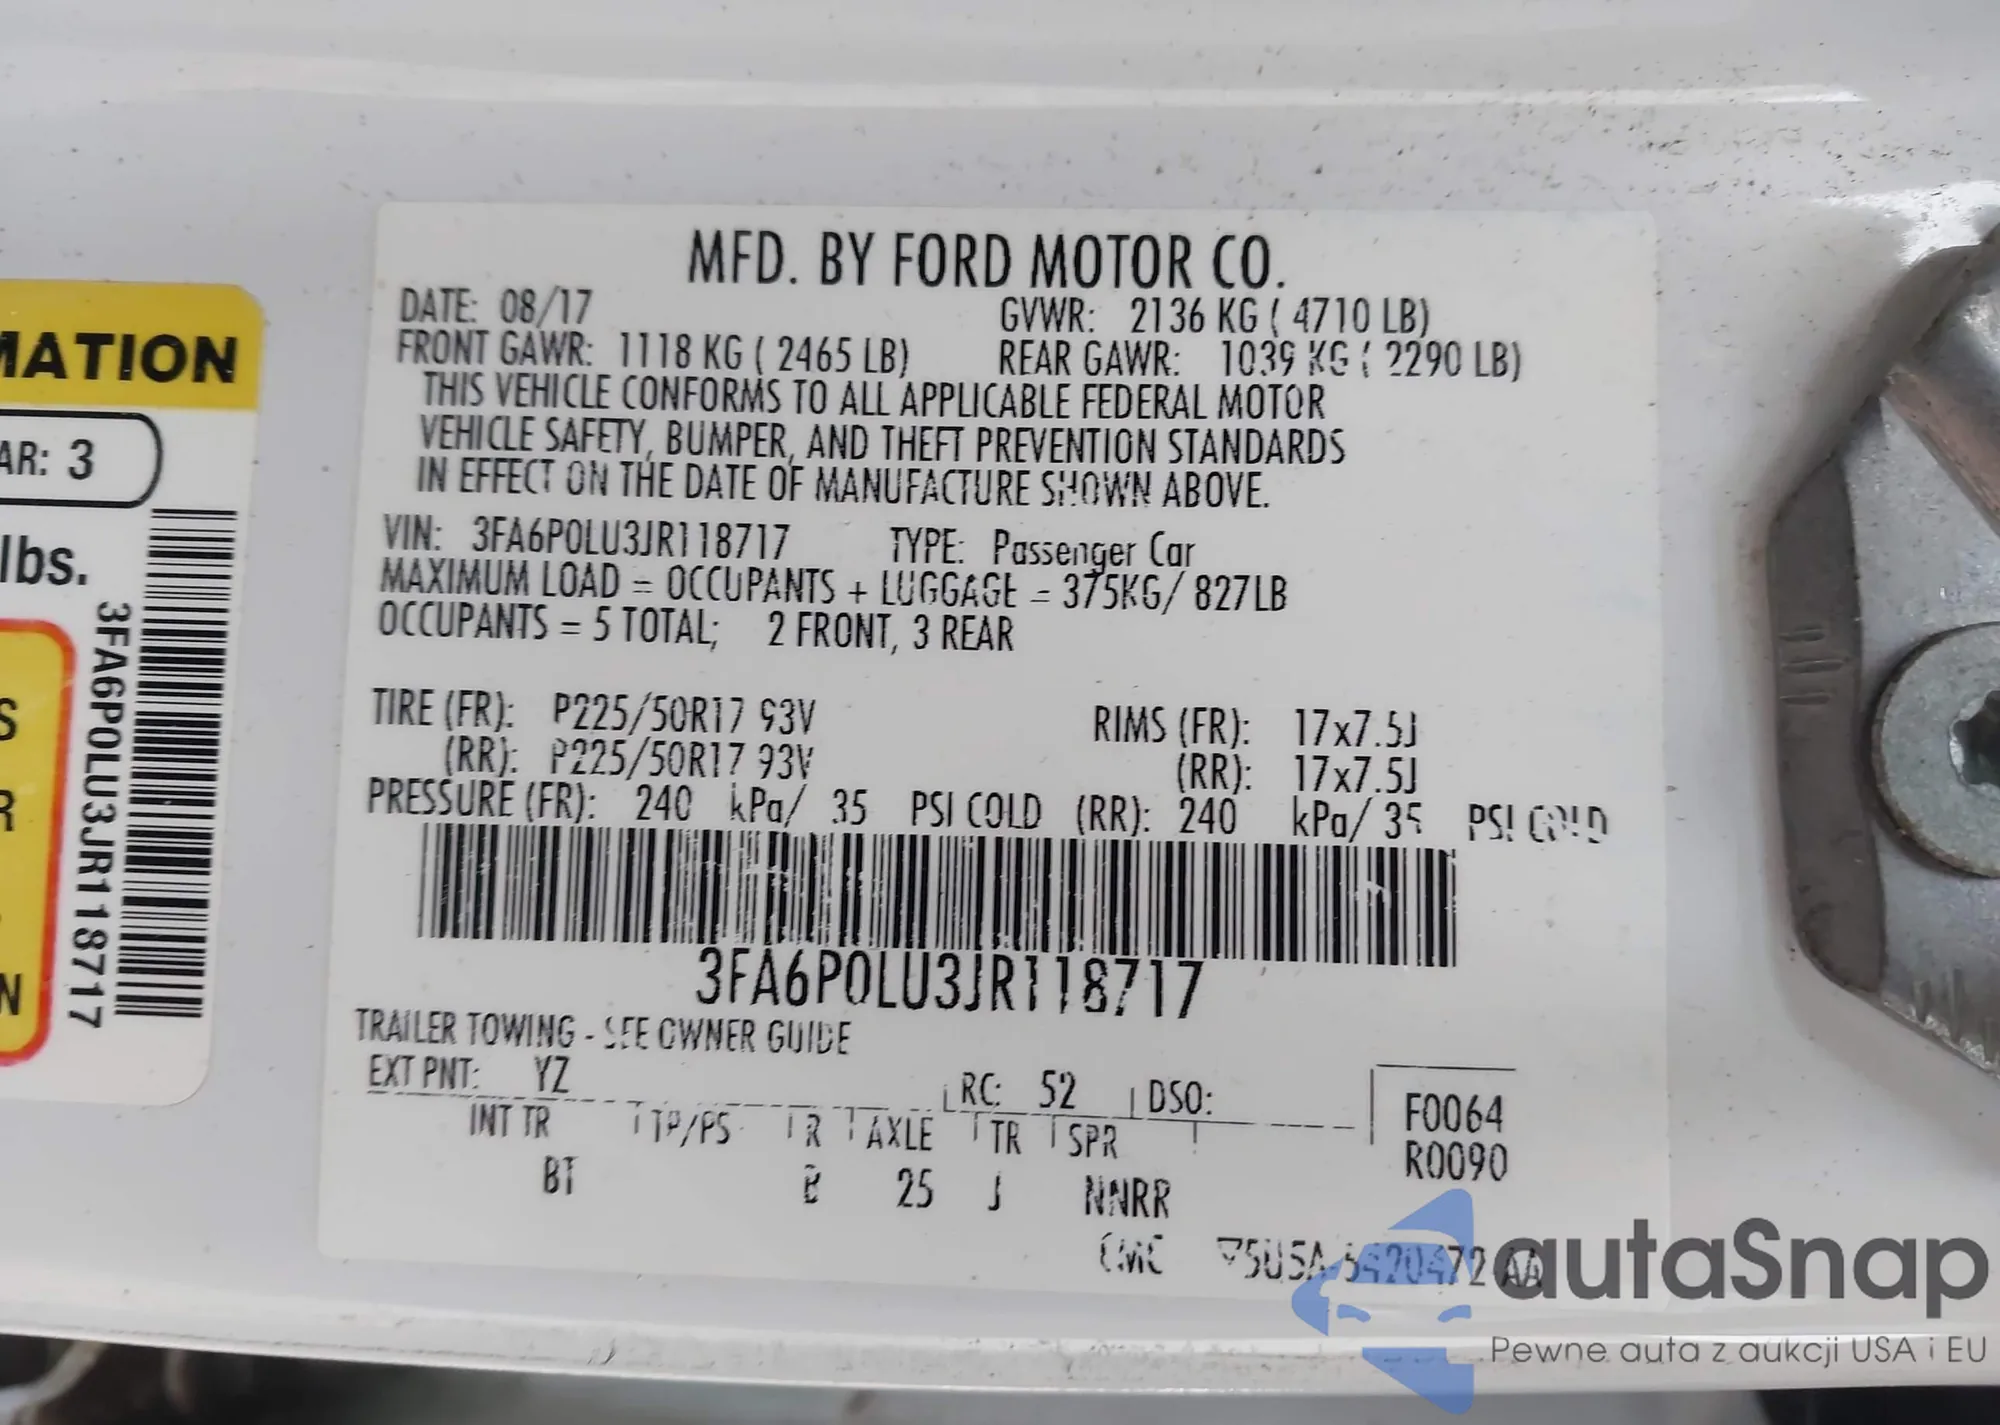 MFD. BY FORD MOTOR CO.
DATE: 08/17 GVWR: 2136 KG ( 4710 LB)
FRONT GAWR: 1118 KG ( 2465 LB) REAR GAWR: 1039 KG ( 2290 LB)
THIS VEHICLE CONFORMS TO ALL APPLICABLE FEDERAL MOTOR
VEHICLE SAFETY, BUMPER, AND THEFT PREVENTION STANDARDS
IN EFFECT ON THE DATE OF MANUFACTURE SHOWN ABOVE.
VIN: 3FA6P0LU3JR118717 TYPE: Passenger Car
MAXIMUM LOAD = OCCUPANTS + LUGGAGE = 375KG/ 827LB
OCCUPANTS = 5 TOTAL; 2 FRONT, 3 REAR
TIRE (FR): P225/50R17 93V RIMS (FR): 17x7.5J
(RR): P225/50R17 93V (RR): 17x7.5J
PRESSURE (FR): 240 kPa/ 35 PSI COLD (RR): 240 kPa/ 35 PSI COLD
3FA6P0LU3JR118717
TRAILER TOWING - SEE OWNER GUIDE
EXT PNT: YZ RC: 52 DSO: F0064
INT TR TP/PS R AXLE TR SPR R0090
BT B 25 J NNRR
MATION
AR: 3
lbs.
3FA6P0LU3JR118717
S
R
N
autaSnap
Pewne auta z aukcji USA i EU